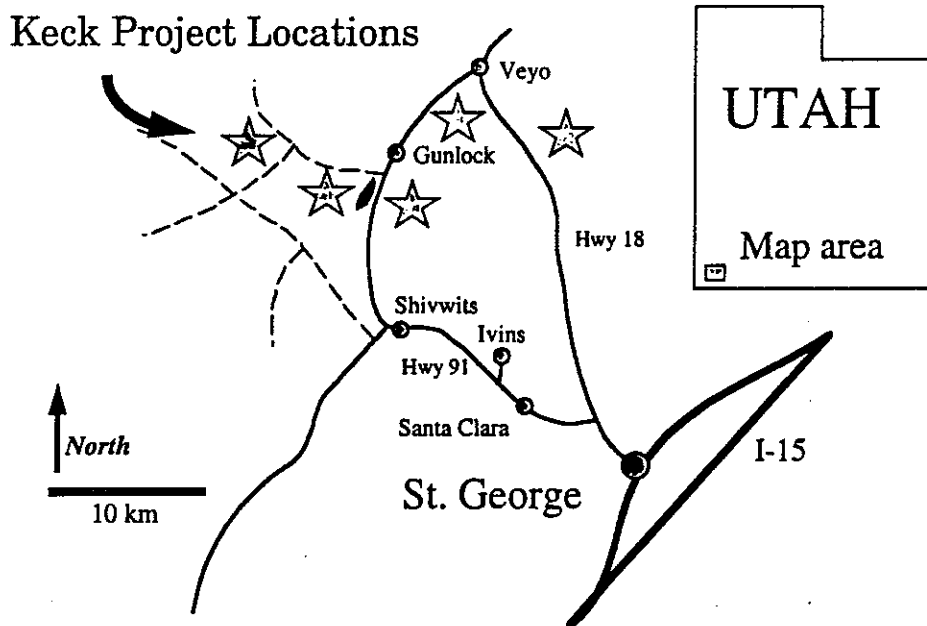 Keck Project Locations
Veyo
UTAH
Gunlock
Hwy 18
Map area
Shivwits
Ivins
Hwy 91
Santa Clara
North
I-15
St. George
10 km